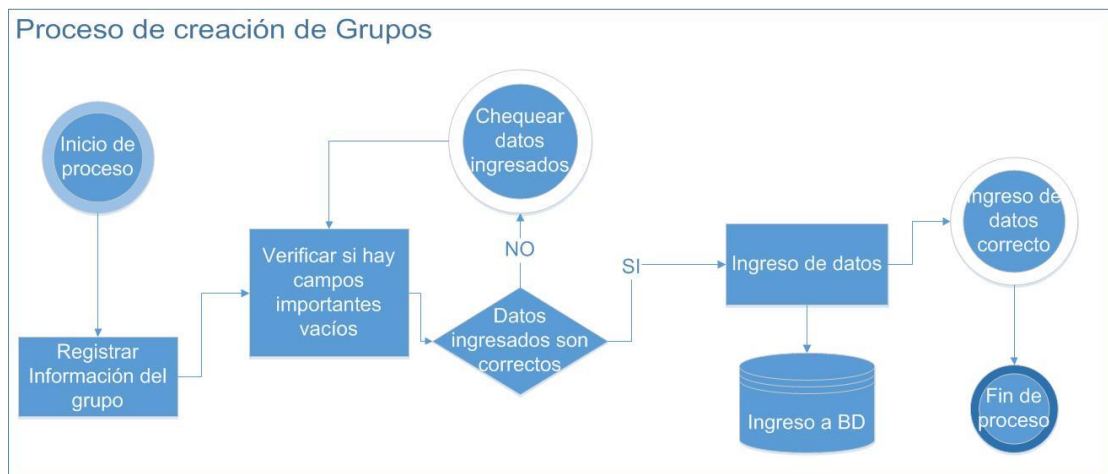 Proceso de creación de Grupos
Inicio de
proceso
Registrar
Información del
grupo
Verificar si hay
campos
importantes
vacíos
Chequear
datos
ingresados
NO
Datos
ingresados son
correctos
SI
Ingreso de datos
Ingreso a BD
Ingreso de
datos
correcto
Fin de
proceso